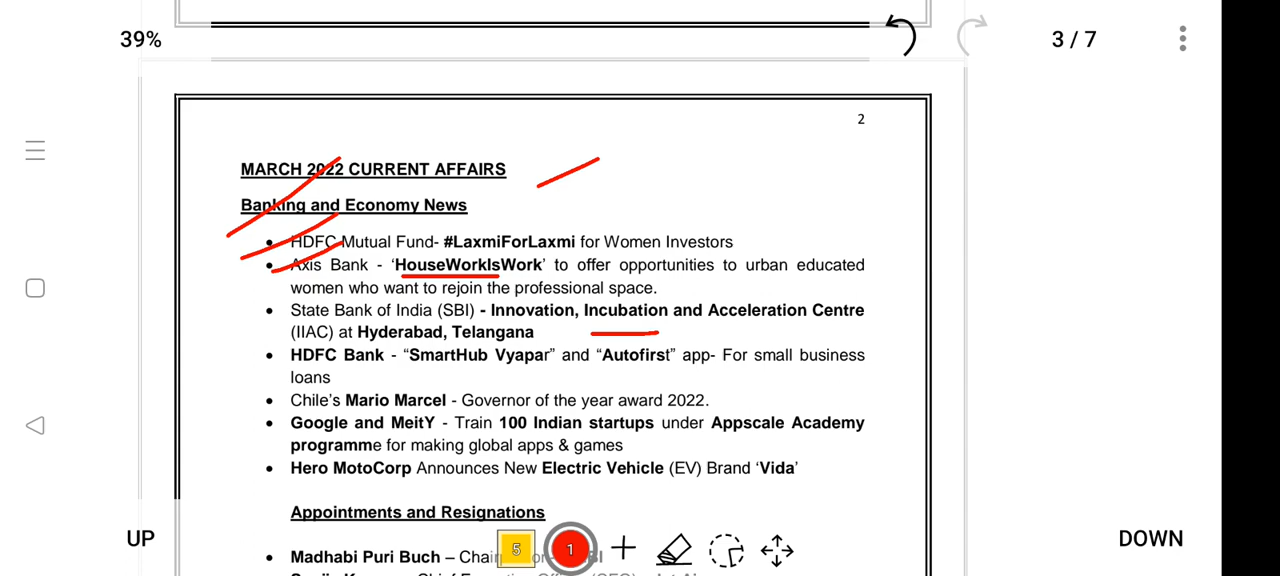 39%
3 / 7
2
MARCH 2022 CURRENT AFFAIRS
Banking and Economy News
• HDFC Mutual Fund- #LaxmiForLaxmi for Women Investors
• Axis Bank - ‘HouseWorkIsWork’ to offer opportunities to urban educated
women who want to rejoin the professional space.
• State Bank of India (SBI) - Innovation, Incubation and Acceleration Centre
(IIAC) at Hyderabad, Telangana
• HDFC Bank - “SmartHub Vyapar” and “Autofirst” app- For small business
loans
• Chile’s Mario Marcel - Governor of the year award 2022.
• Google and MeitY - Train 100 Indian startups under Appscale Academy
programme for making global apps & games
• Hero MotoCorp Announces New Electric Vehicle (EV) Brand ‘Vida’
Appointments and Resignations
UP
5
1
DOWN
• Madhabi Puri Buch –